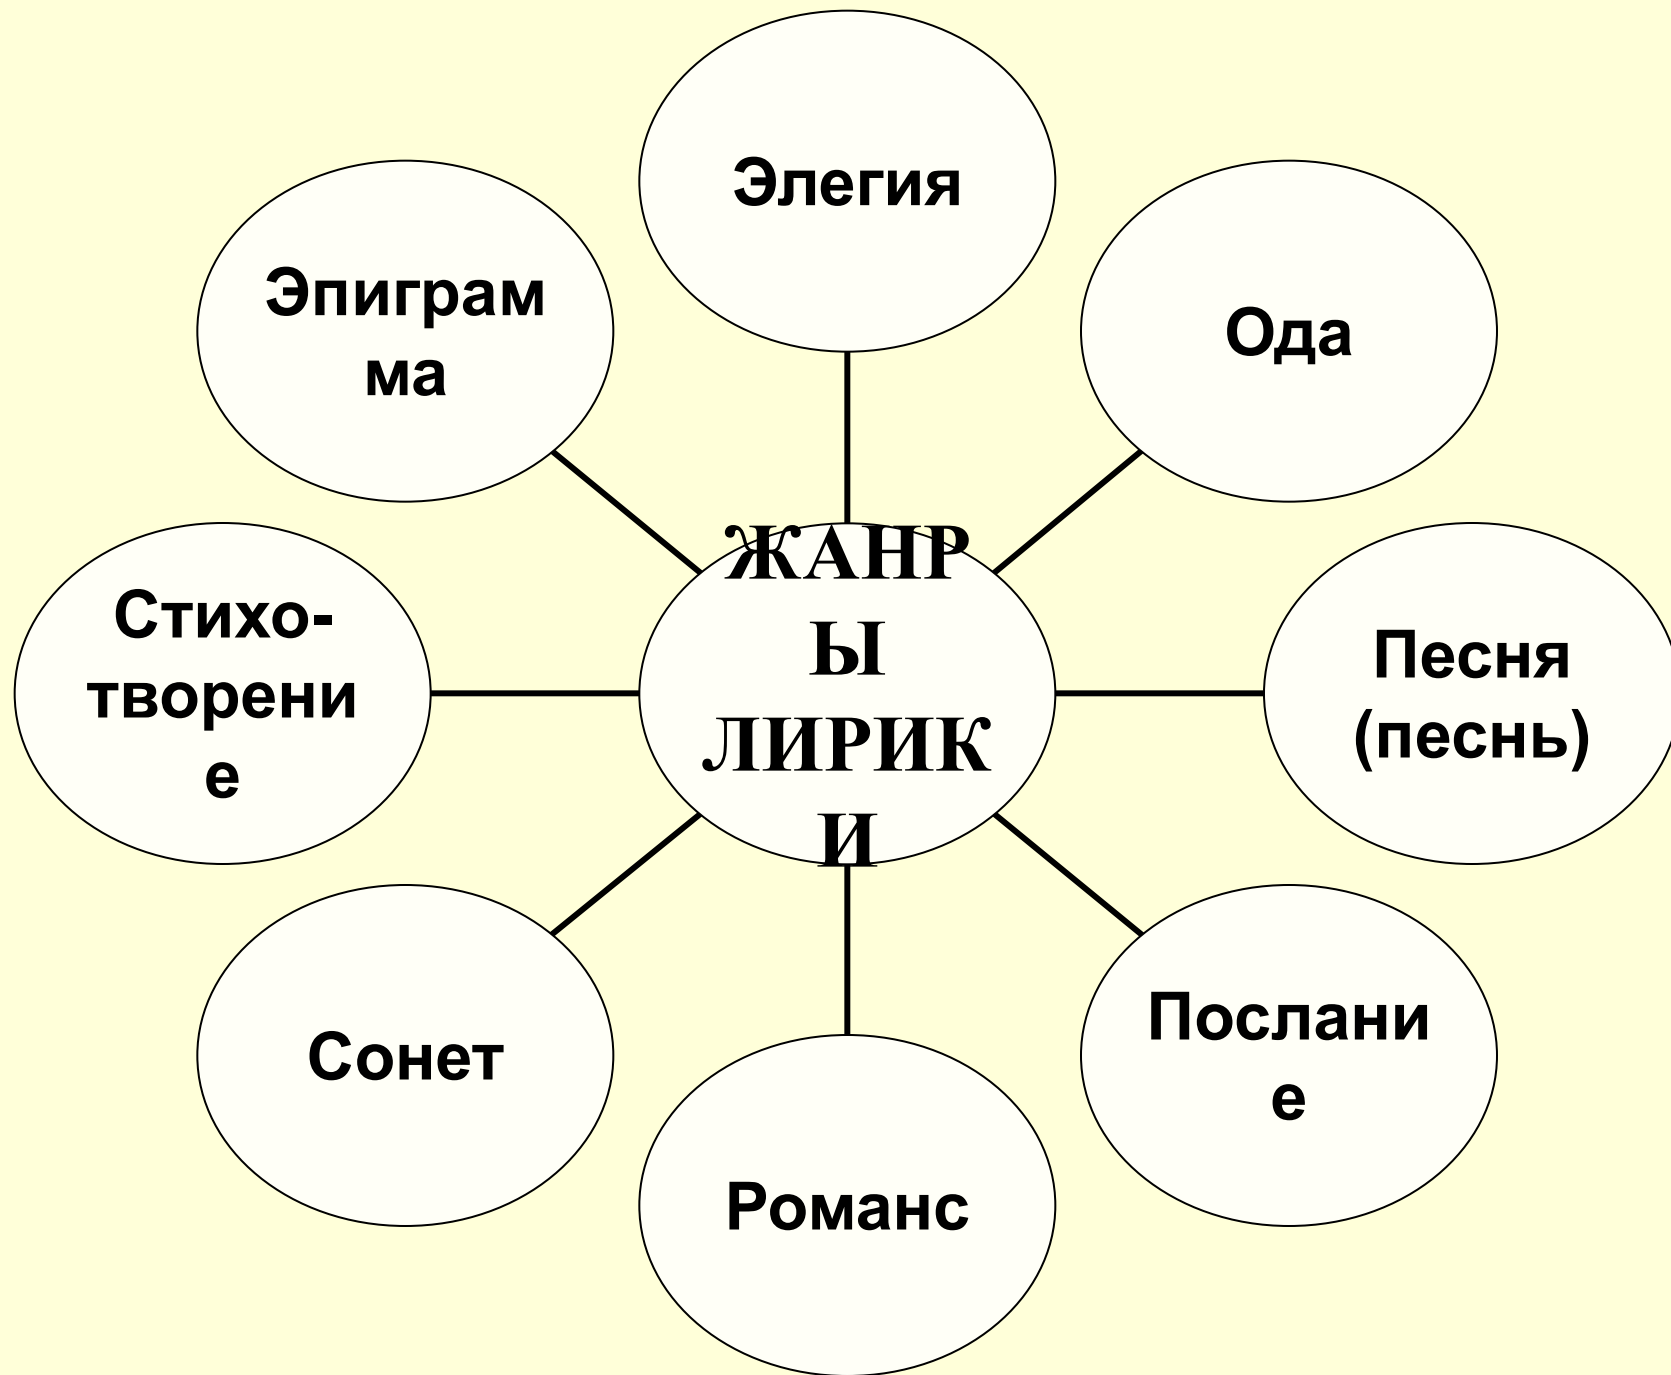 Элегия
Эпиграм
ма
Ода
ЖАНР
Ы
ЛИРИК
И
Стихо-
творени
е
Песня
(песнь)
Сонет
Послани
е
Романс